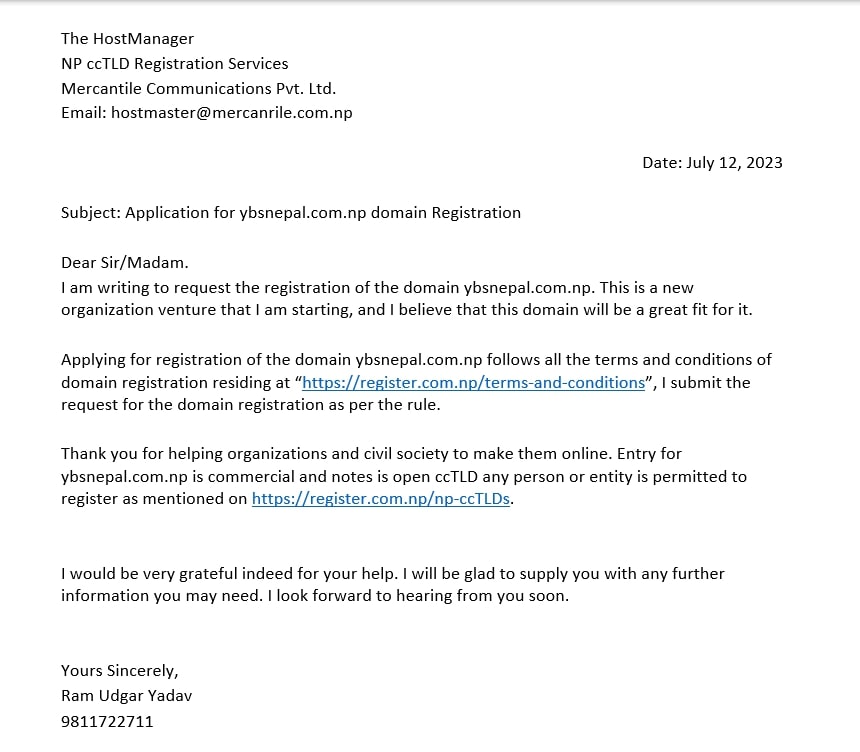 The HostManager
NP ccTLD Registration Services
Mercantile Communications Pvt. Ltd.
Email: hostmaster@mercanrile.com.np
Date: July 12, 2023
Subject: Application for ybsnepal.com.np domain Registration
Dear Sir/Madam.
I am writing to request the registration of the domain ybsnepal.com.np. This is a new
organization venture that I am starting, and I believe that this domain will be a great fit for it.
Applying for registration of the domain ybsnepal.com.np follows all the terms and conditions of
domain registration residing at “https://register.com.np/terms-and-conditions”, I submit the
request for the domain registration as per the rule.
Thank you for helping organizations and civil society to make them online. Entry for
ybsnepal.com.np is commercial and notes is open ccTLD any person or entity is permitted to
register as mentioned on https://register.com.np/np-ccTLDs.
I would be very grateful indeed for your help. I will be glad to supply you with any further
information you may need. I look forward to hearing from you soon.
Yours Sincerely,
Ram Udgar Yadav
9811722711